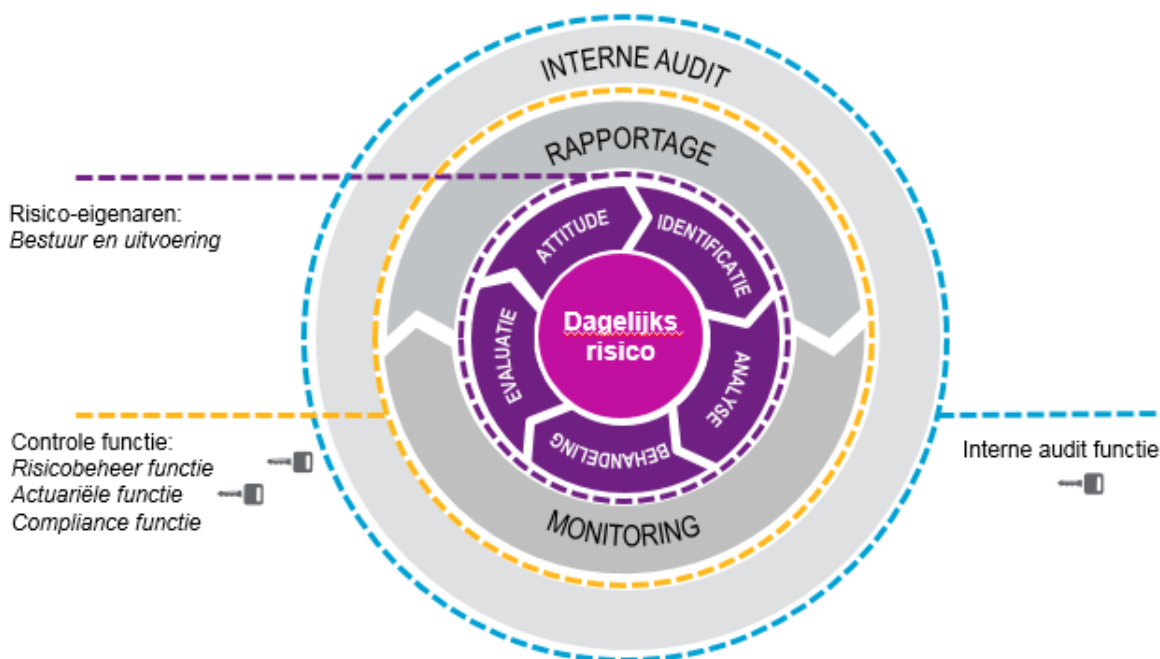 INTERNE AUDIT
RAPPORTAGE
Risico-eigenaren:
Bestuur en uitvoering
ATTITUDE
IDENTIFICATIE
Dagelijks
risico
EVALUATIE
ANALYSE
BEHANDELING
MONITORING
Controle functie:
Risicobeheer functie
Actuariële functie
Compliance functie
Interne audit functie